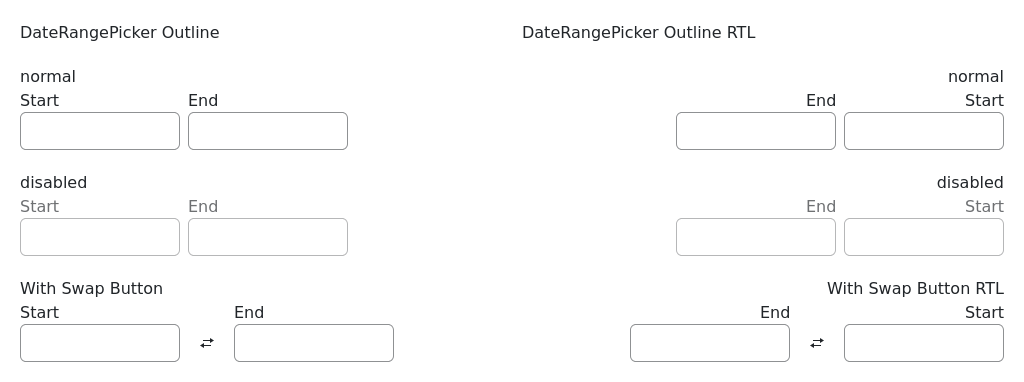 DateRangePicker Outline
normal
Start End
disabled
Start End
With Swap Button
Start End
DateRangePicker Outline RTL
normal
End Start
disabled
End Start
With Swap Button RTL
End Start